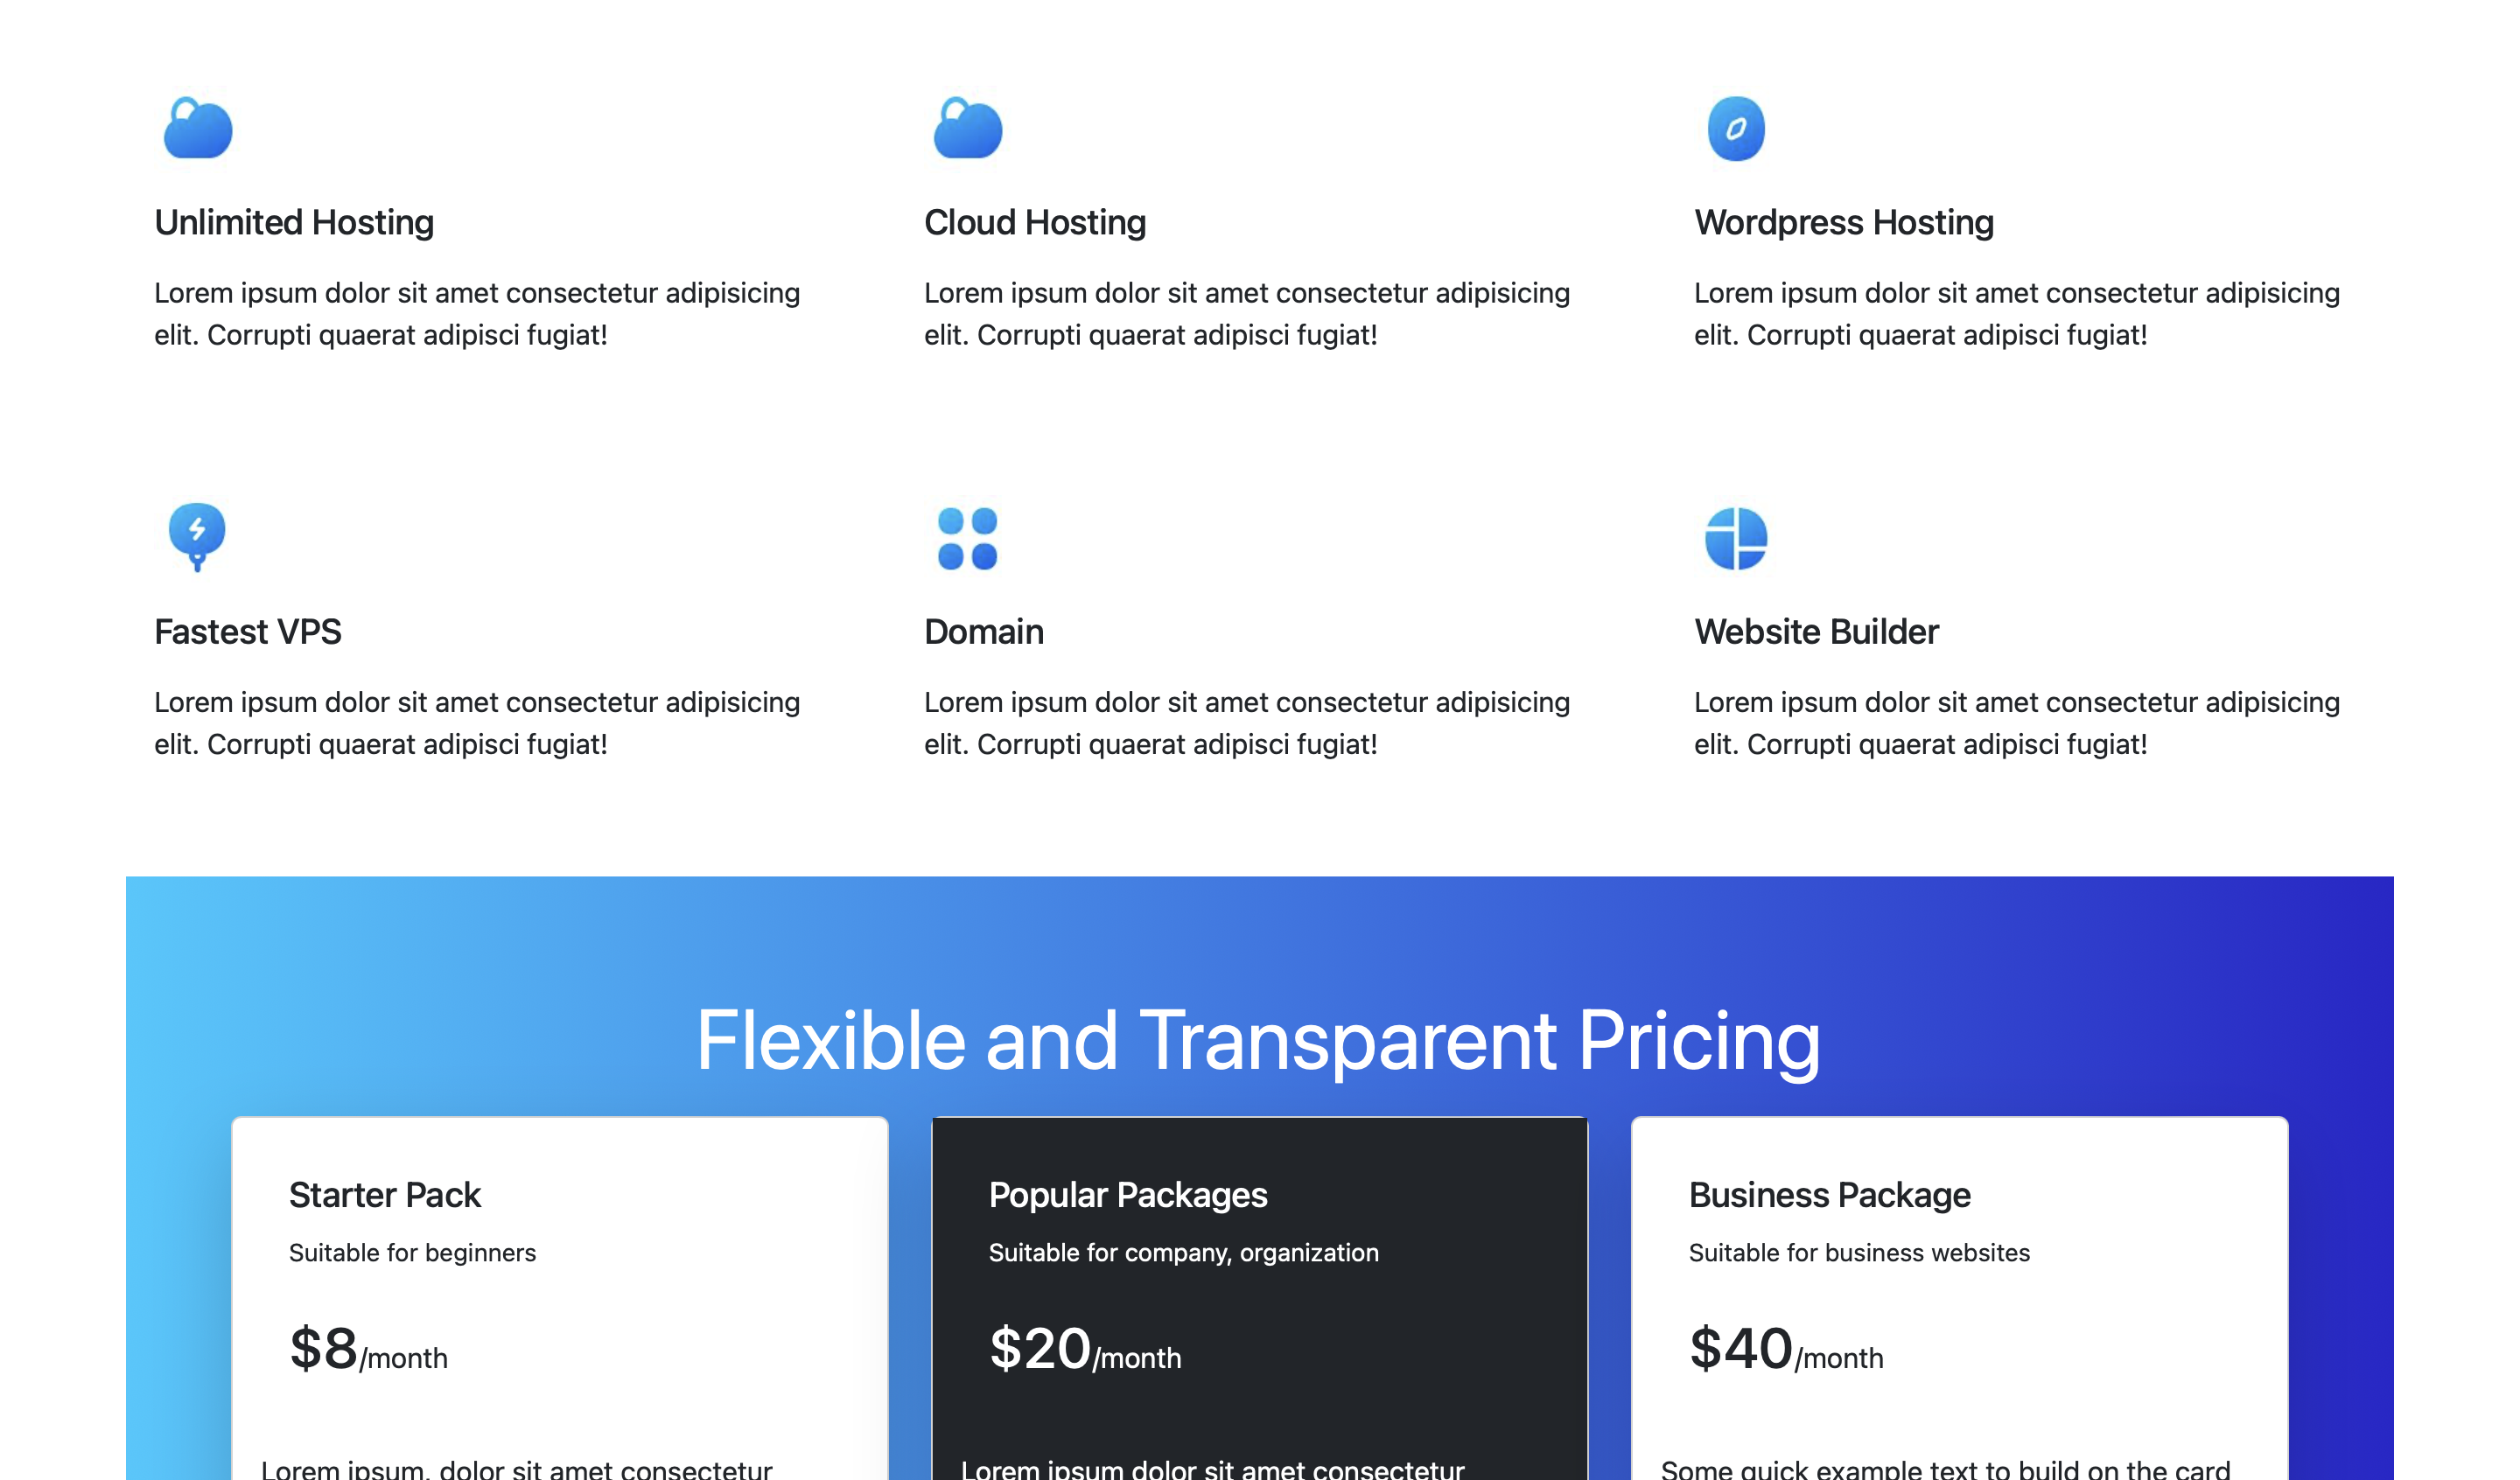 Unlimited Hosting
Lorem ipsum dolor sit amet consectetur adipisicing
elit. Corrupti quaerat adipisci fugiat!
Cloud Hosting
Lorem ipsum dolor sit amet consectetur adipisicing
elit. Corrupti quaerat adipisci fugiat!
Wordpress Hosting
Lorem ipsum dolor sit amet consectetur adipisicing
elit. Corrupti quaerat adipisci fugiat!
Fastest VPS
Lorem ipsum dolor sit amet consectetur adipisicing
elit. Corrupti quaerat adipisci fugiat!
Domain
Lorem ipsum dolor sit amet consectetur adipisicing
elit. Corrupti quaerat adipisci fugiat!
Website Builder
Lorem ipsum dolor sit amet consectetur adipisicing
elit. Corrupti quaerat adipisci fugiat!
Flexible and Transparent Pricing
Starter Pack
Suitable for beginners
$8/month
Lorem ipsum, dolor sit amet consectetur
Popular Packages
Suitable for company, organization
$20/month
Lorem ipsum dolor sit amet consectetur
Business Package
Suitable for business websites
$40/month
Some quick example text to build on the card